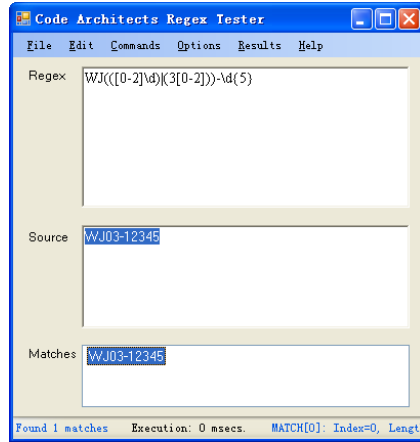 Code Architects Regex Tester
File Edit Commands Options Results Help
Regex
WJ(([0-2]\d)|(3[0-2]))-\d{5}
Source
WJ03-12345
Matches
WJ03-12345
Found 1 matches Execution: 0 msecs. MATCH[0]: Index=0, Lengt